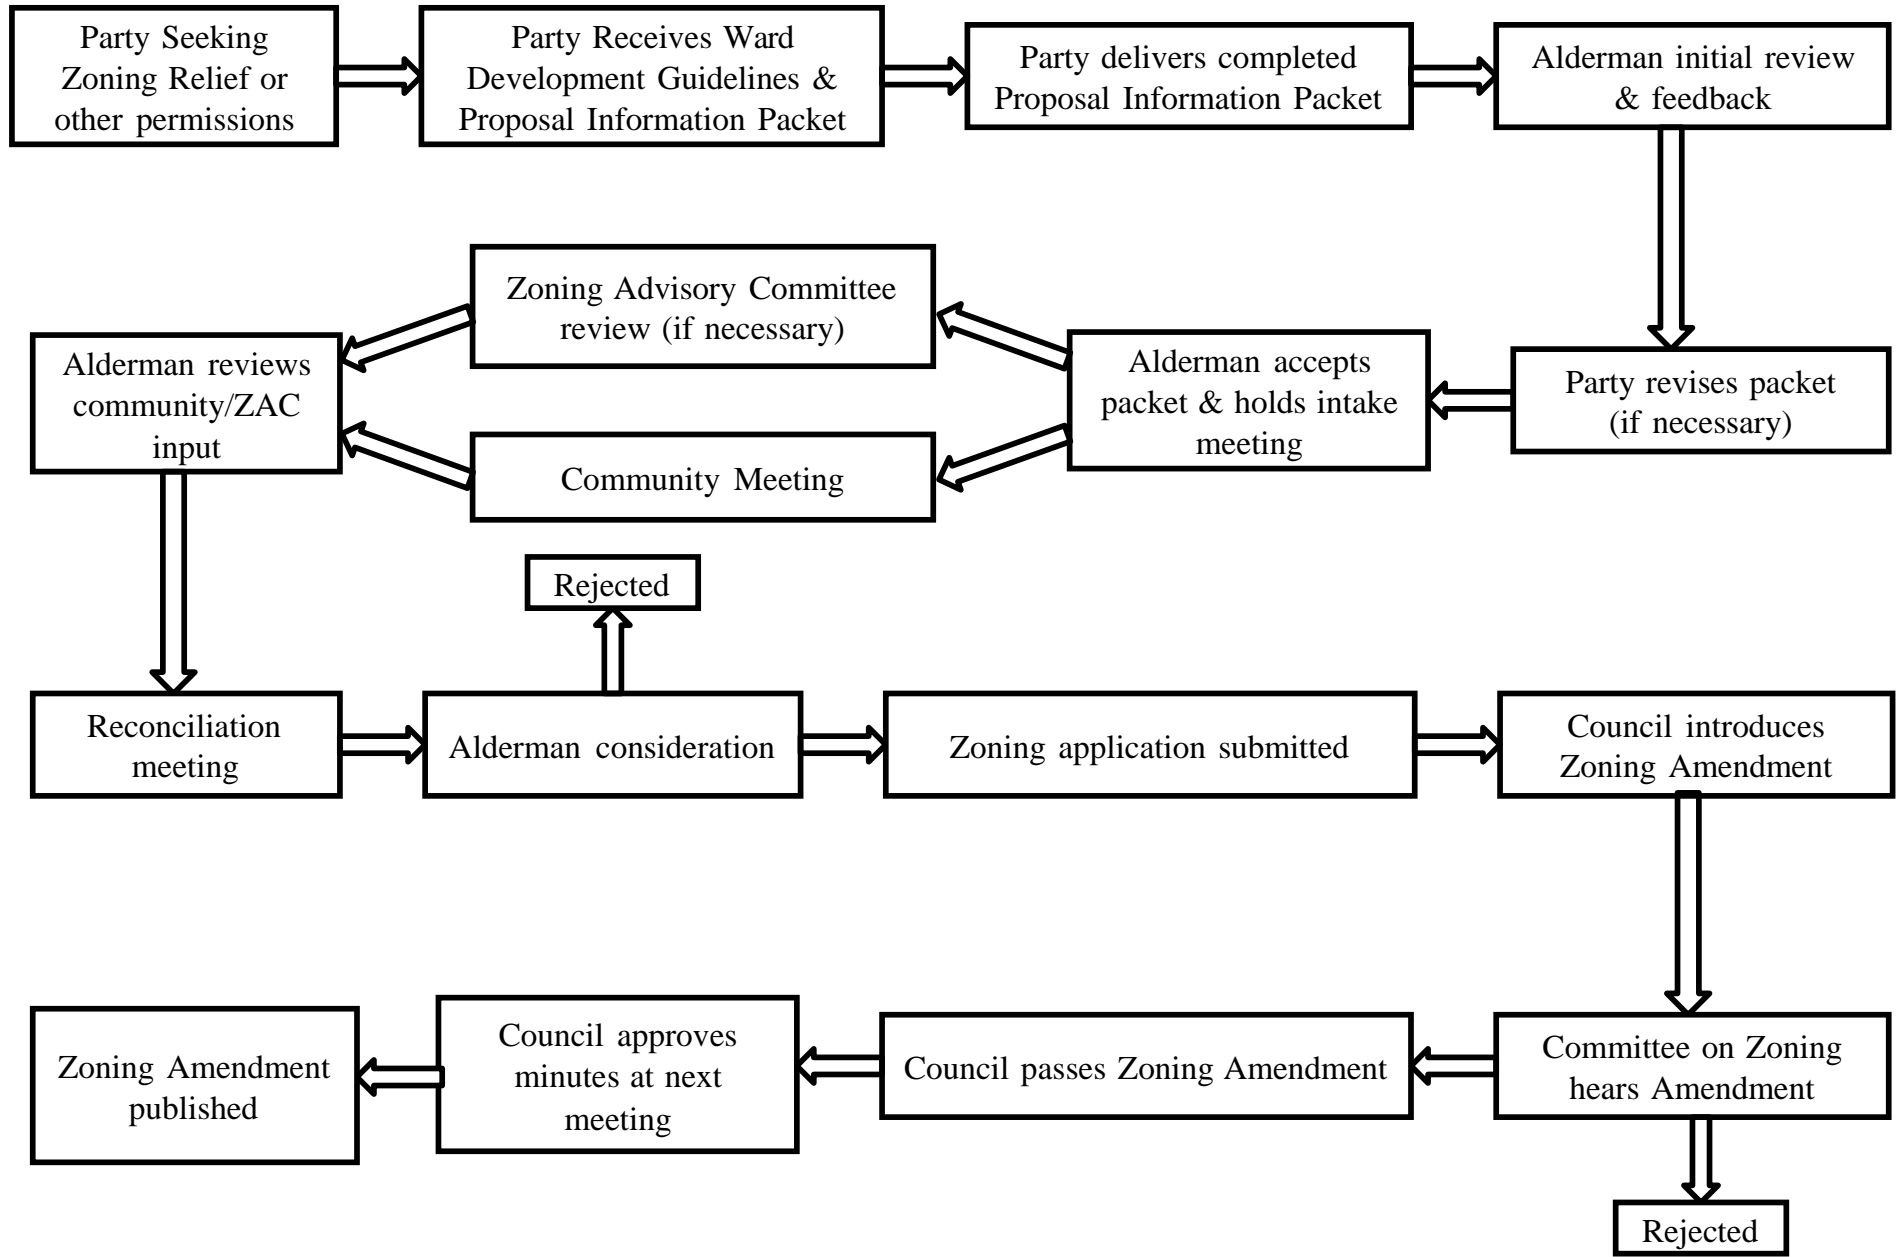 Party Seeking
Zoning Relief or
other permissions
Party Receives Ward
Development Guidelines &
Proposal Information Packet
Party delivers completed
Proposal Information Packet
Alderman initial review
& feedback
Party revises packet
(if necessary)
Alderman accepts
packet & holds intake
meeting
Zoning Advisory Committee
review (if necessary)
Community Meeting
Alderman reviews
community/ZAC
input
Reconciliation
meeting
Alderman consideration
Rejected
Zoning application submitted
Council introduces
Zoning Amendment
Committee on Zoning
hears Amendment
Rejected
Council passes Zoning Amendment
Council approves
minutes at next
meeting
Zoning Amendment
published